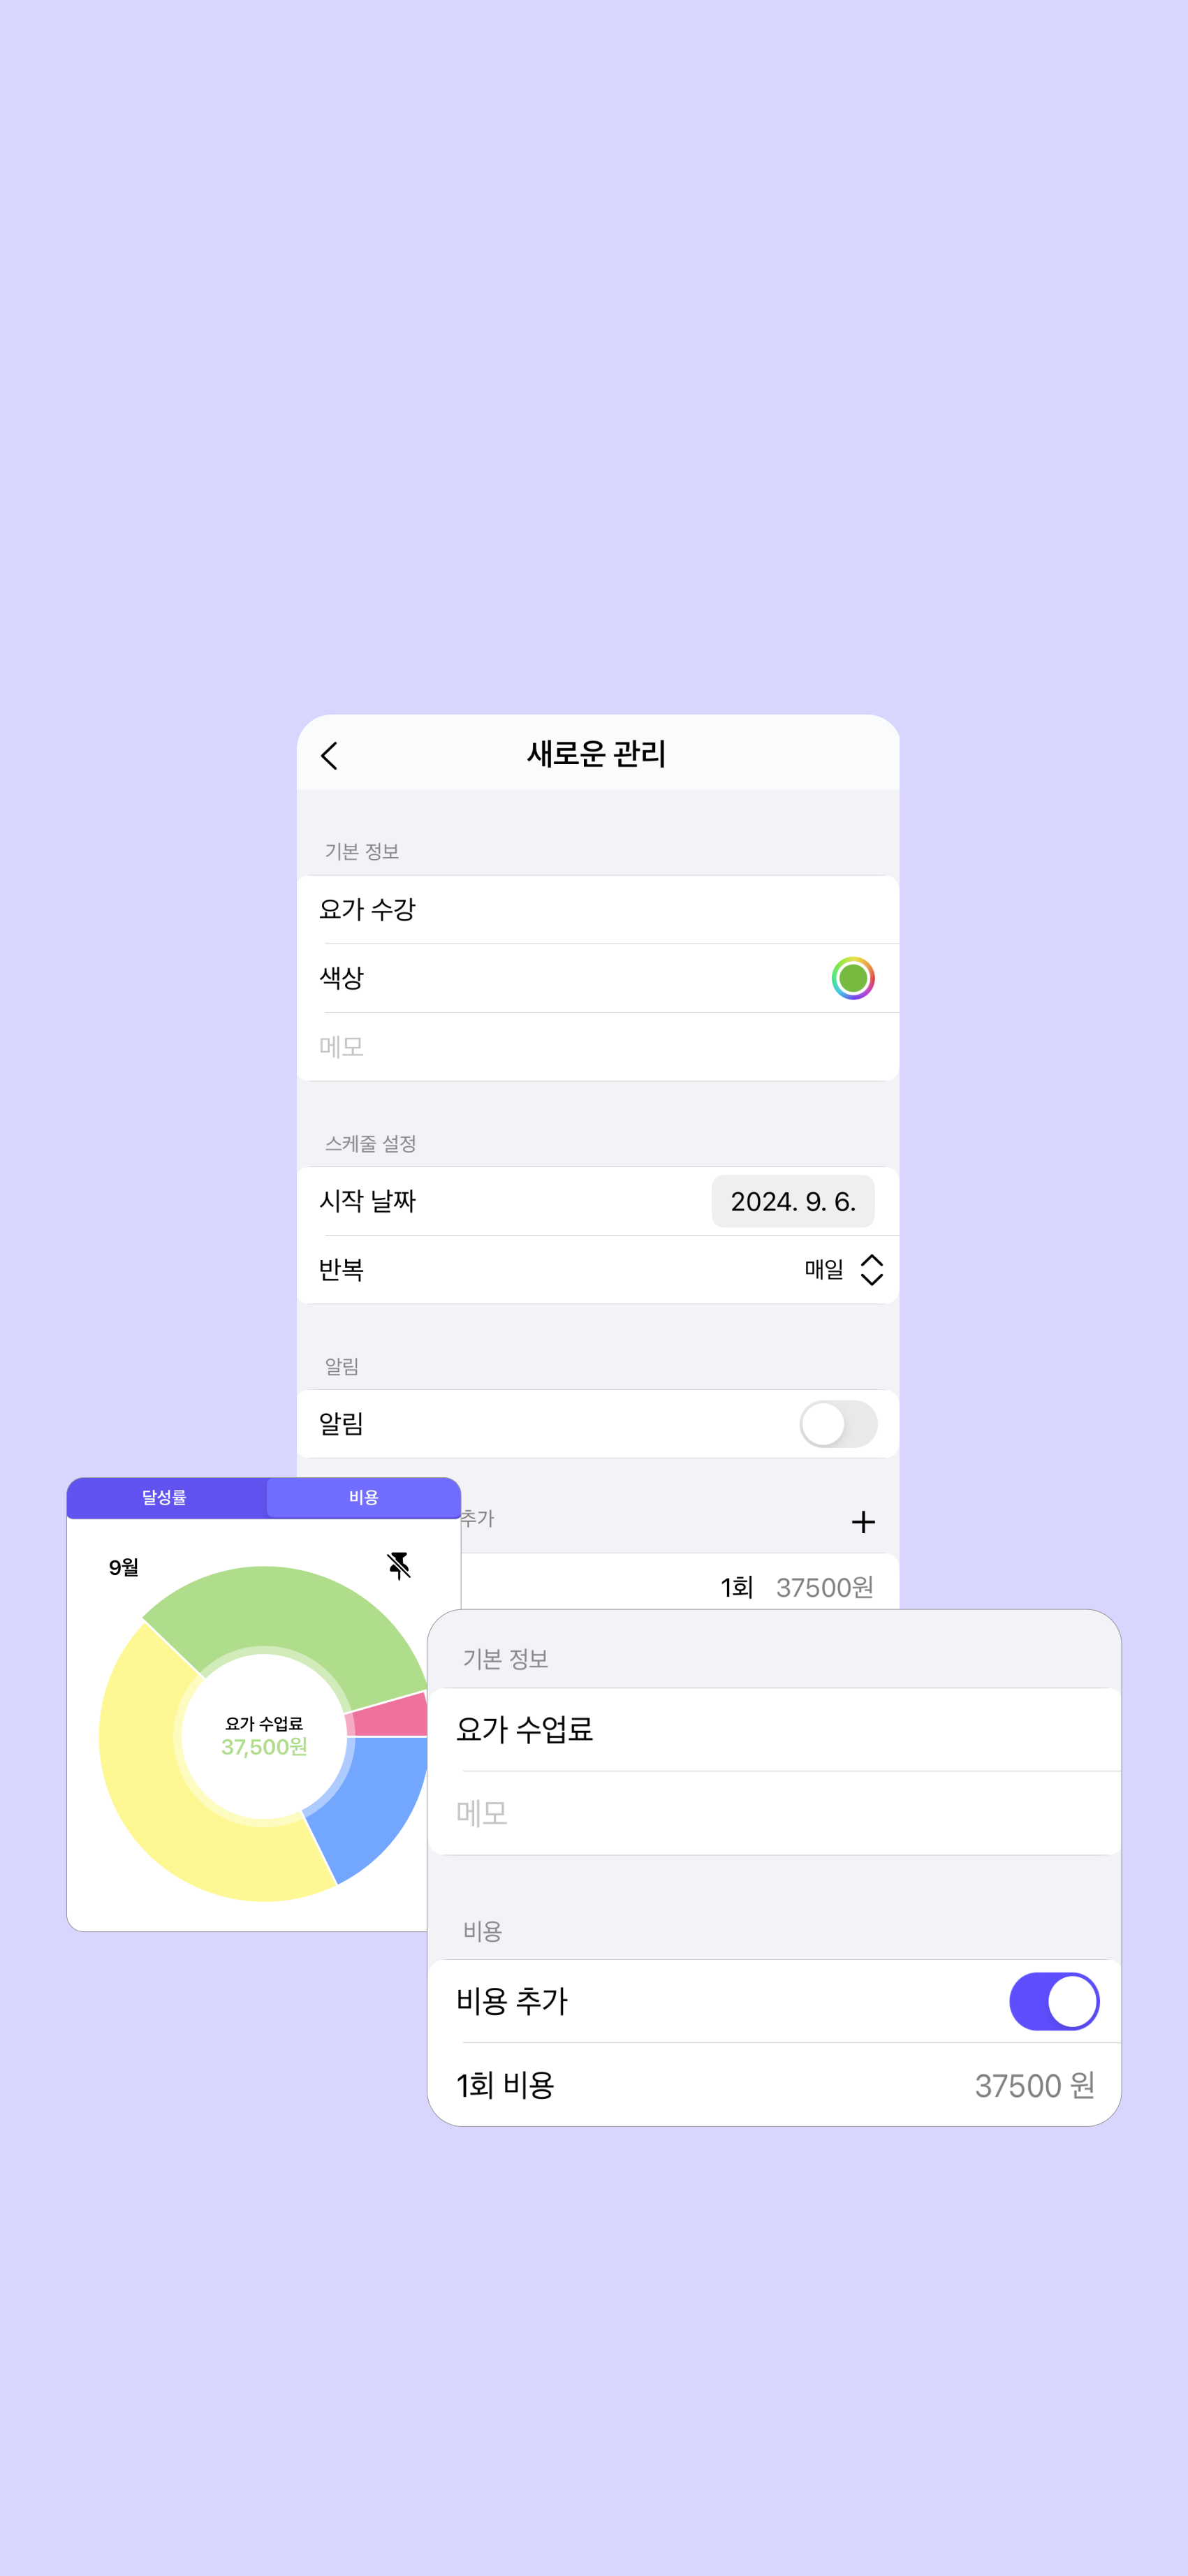 새로운 관리
기본 정보
요가 수강
색상
메모
스케줄 설정
시작 날짜
2024. 9. 6.
반복
매일
알림
알림
추가
1회 37500원
달성률
비용
9월
요가 수업료
37,500원
기본 정보
요가 수업료
메모
비용
비용 추가
1회 비용
37500 원